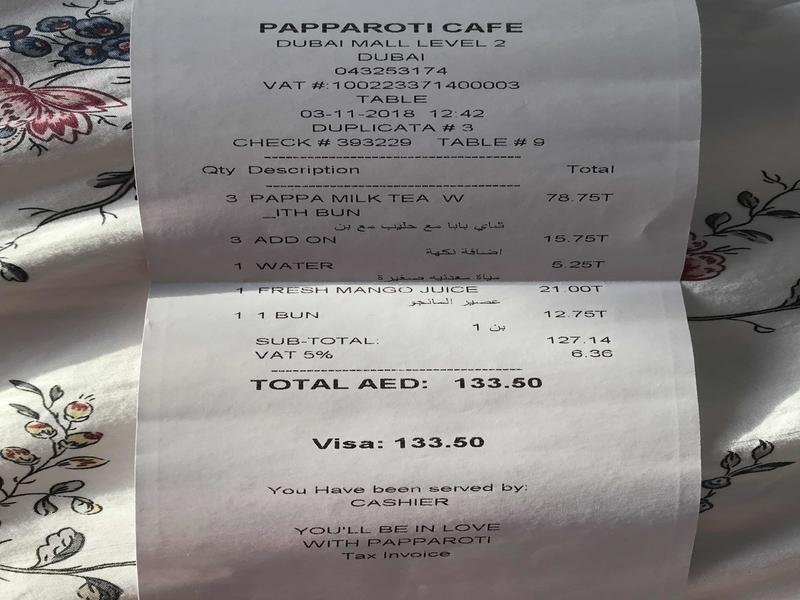 PAPPAROTI CAFE
DUBAI MALL LEVEL 2
DUBAI
043253174
VAT #:100223371400003
TABLE
03-11-2018 12:42
DUPLICATA # 3
CHECK # 393229 TABLE # 9
Qty Description Total
3 PAPPA MILK TEA W 78.75T
_ITH BUN
شاي بابا مع حليب مع بن
3 ADD ON 15.75T
اضافة نكهة
1 WATER 5.25T
مياة معدنيه صغيرة
1 FRESH MANGO JUICE 21.00T
عصير المانجو
1 1 BUN 12.75T
بن 1
SUB-TOTAL: 127.14
VAT 5% 6.36
TOTAL AED: 133.50
Visa: 133.50
You Have been served by:
CASHIER
YOU'LL BE IN LOVE
WITH PAPPAROTI
Tax Invoice